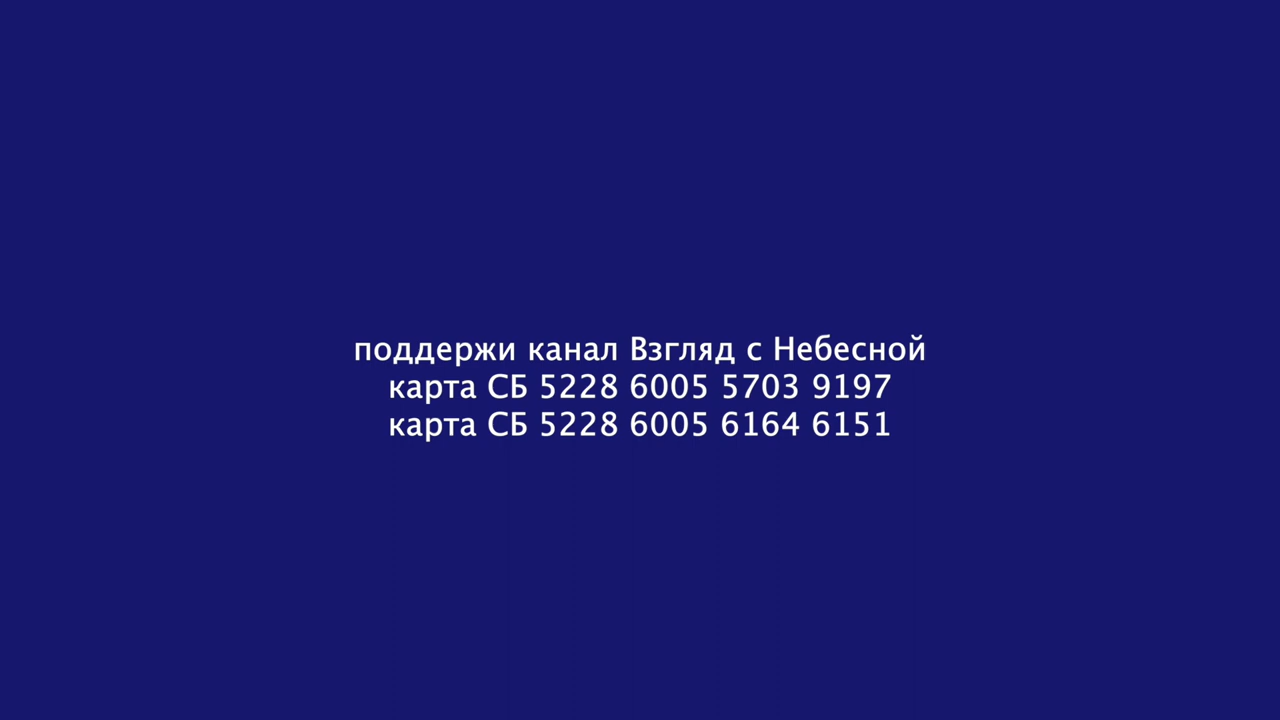 поддержи канал Взгляд с Небесной
карта СБ 5228 6005 5703 9197
карта СБ 5228 6005 6164 6151